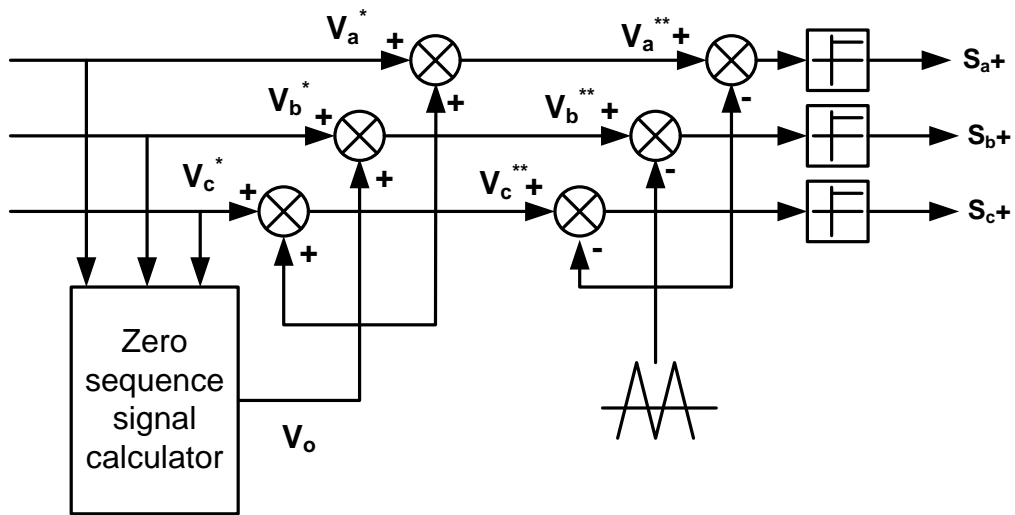 Va* + + Va**+ - Sa+
Vb* + + Vb** + - Sb+
Vc* + + Vc**+ - Sc+
Zero
sequence
signal
calculator
Vo